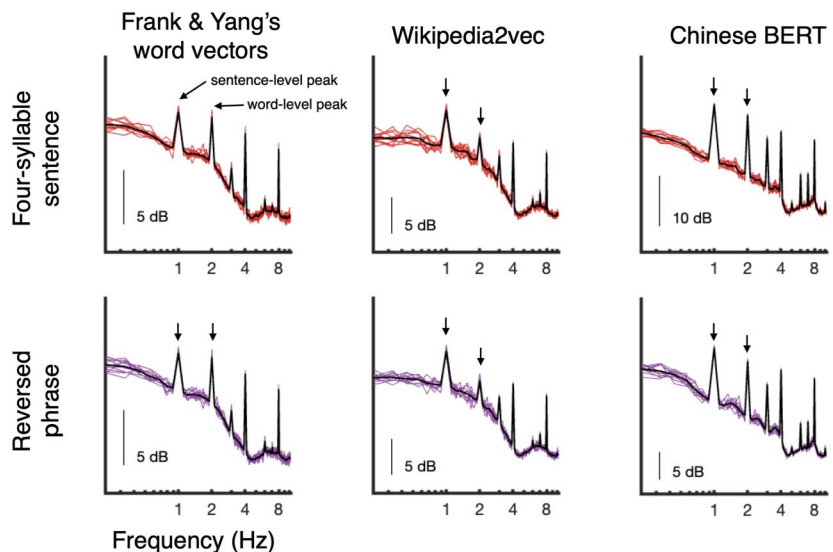 Frank & Yang's
word vectors
Wikipedia2vec
Chinese BERT
Four-syllable
sentence
sentence-level peak
word-level peak
5 dB
1 2 4 8
5 dB
1 2 4 8
10 dB
1 2 4 8
Reversed
phrase
5 dB
1 2 4 8
5 dB
1 2 4 8
5 dB
1 2 4 8
Frequency (Hz)